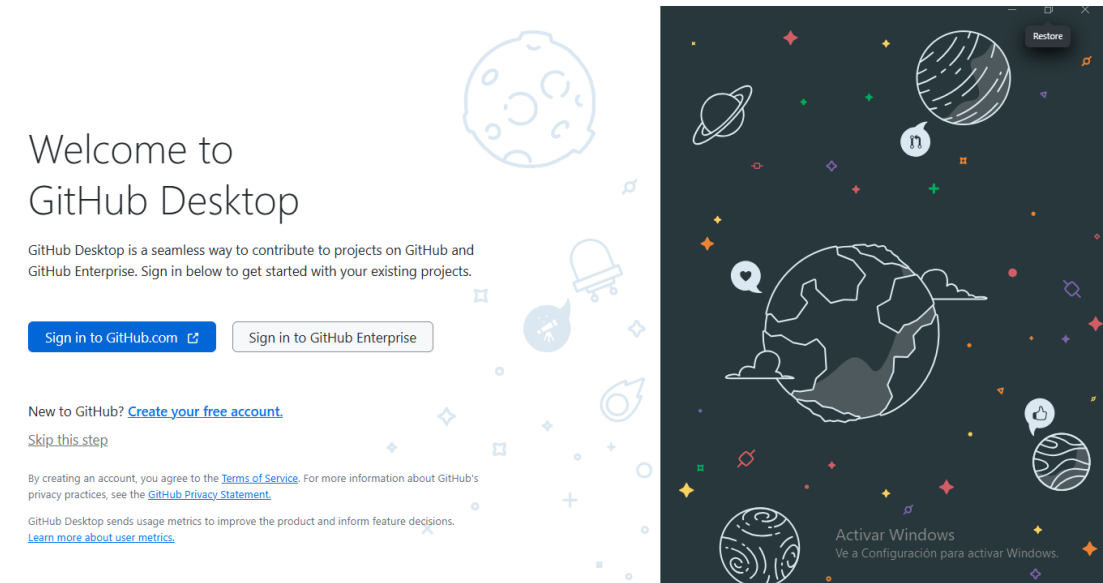 Restore
Welcome to
GitHub Desktop
GitHub Desktop is a seamless way to contribute to projects on GitHub and
GitHub Enterprise. Sign in below to get started with your existing projects.
Sign in to GitHub.com
Sign in to GitHub Enterprise
New to GitHub? Create your free account.
Skip this step
By creating an account, you agree to the Terms of Service. For more information about GitHub's
privacy practices, see the GitHub Privacy Statement.
GitHub Desktop sends usage metrics to improve the product and inform feature decisions.
Learn more about user metrics.
Activar Windows
Ve a Configuración para activar Windows.